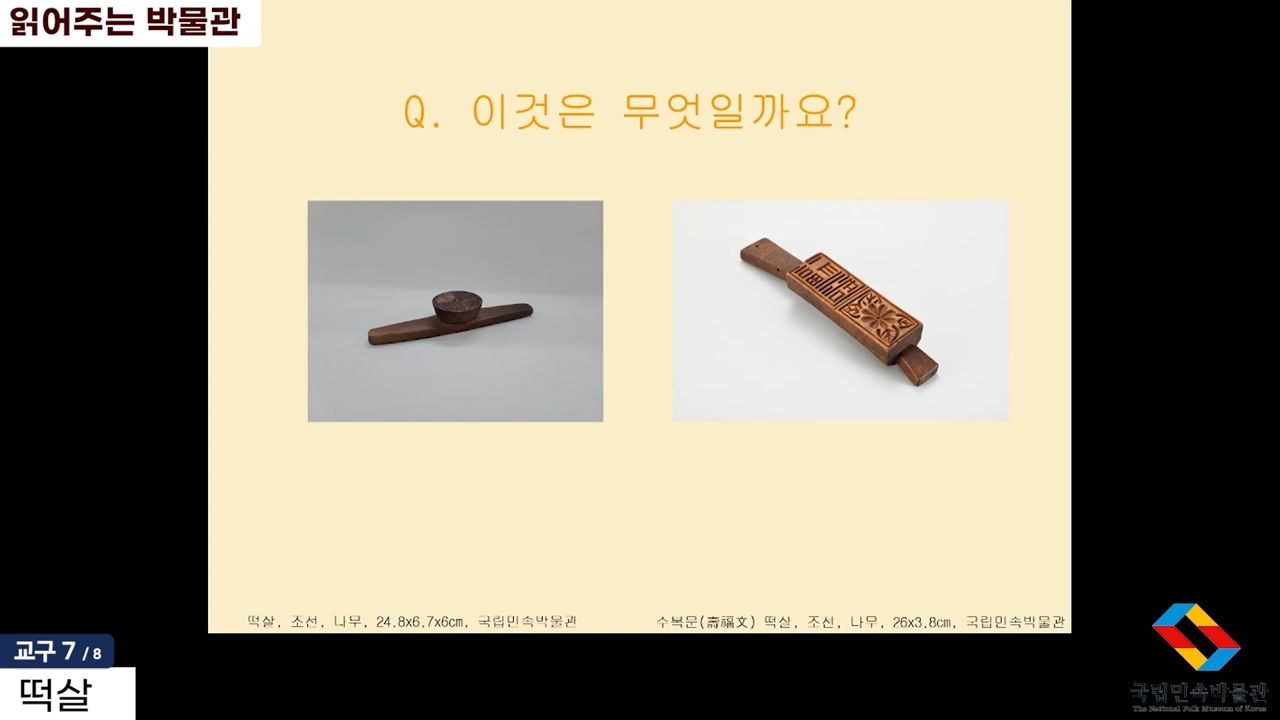 읽어주는 박물관
Q. 이것은 무엇일까요?
떡살, 조선, 나무, 24.8x6.7x6cm, 국립민속박물관
수복문(壽福文) 떡살, 조선, 나무, 26x3.8cm, 국립민속박물관
교구 7 / 8
떡살
국립민속박물관
The National Folk Museum of Korea